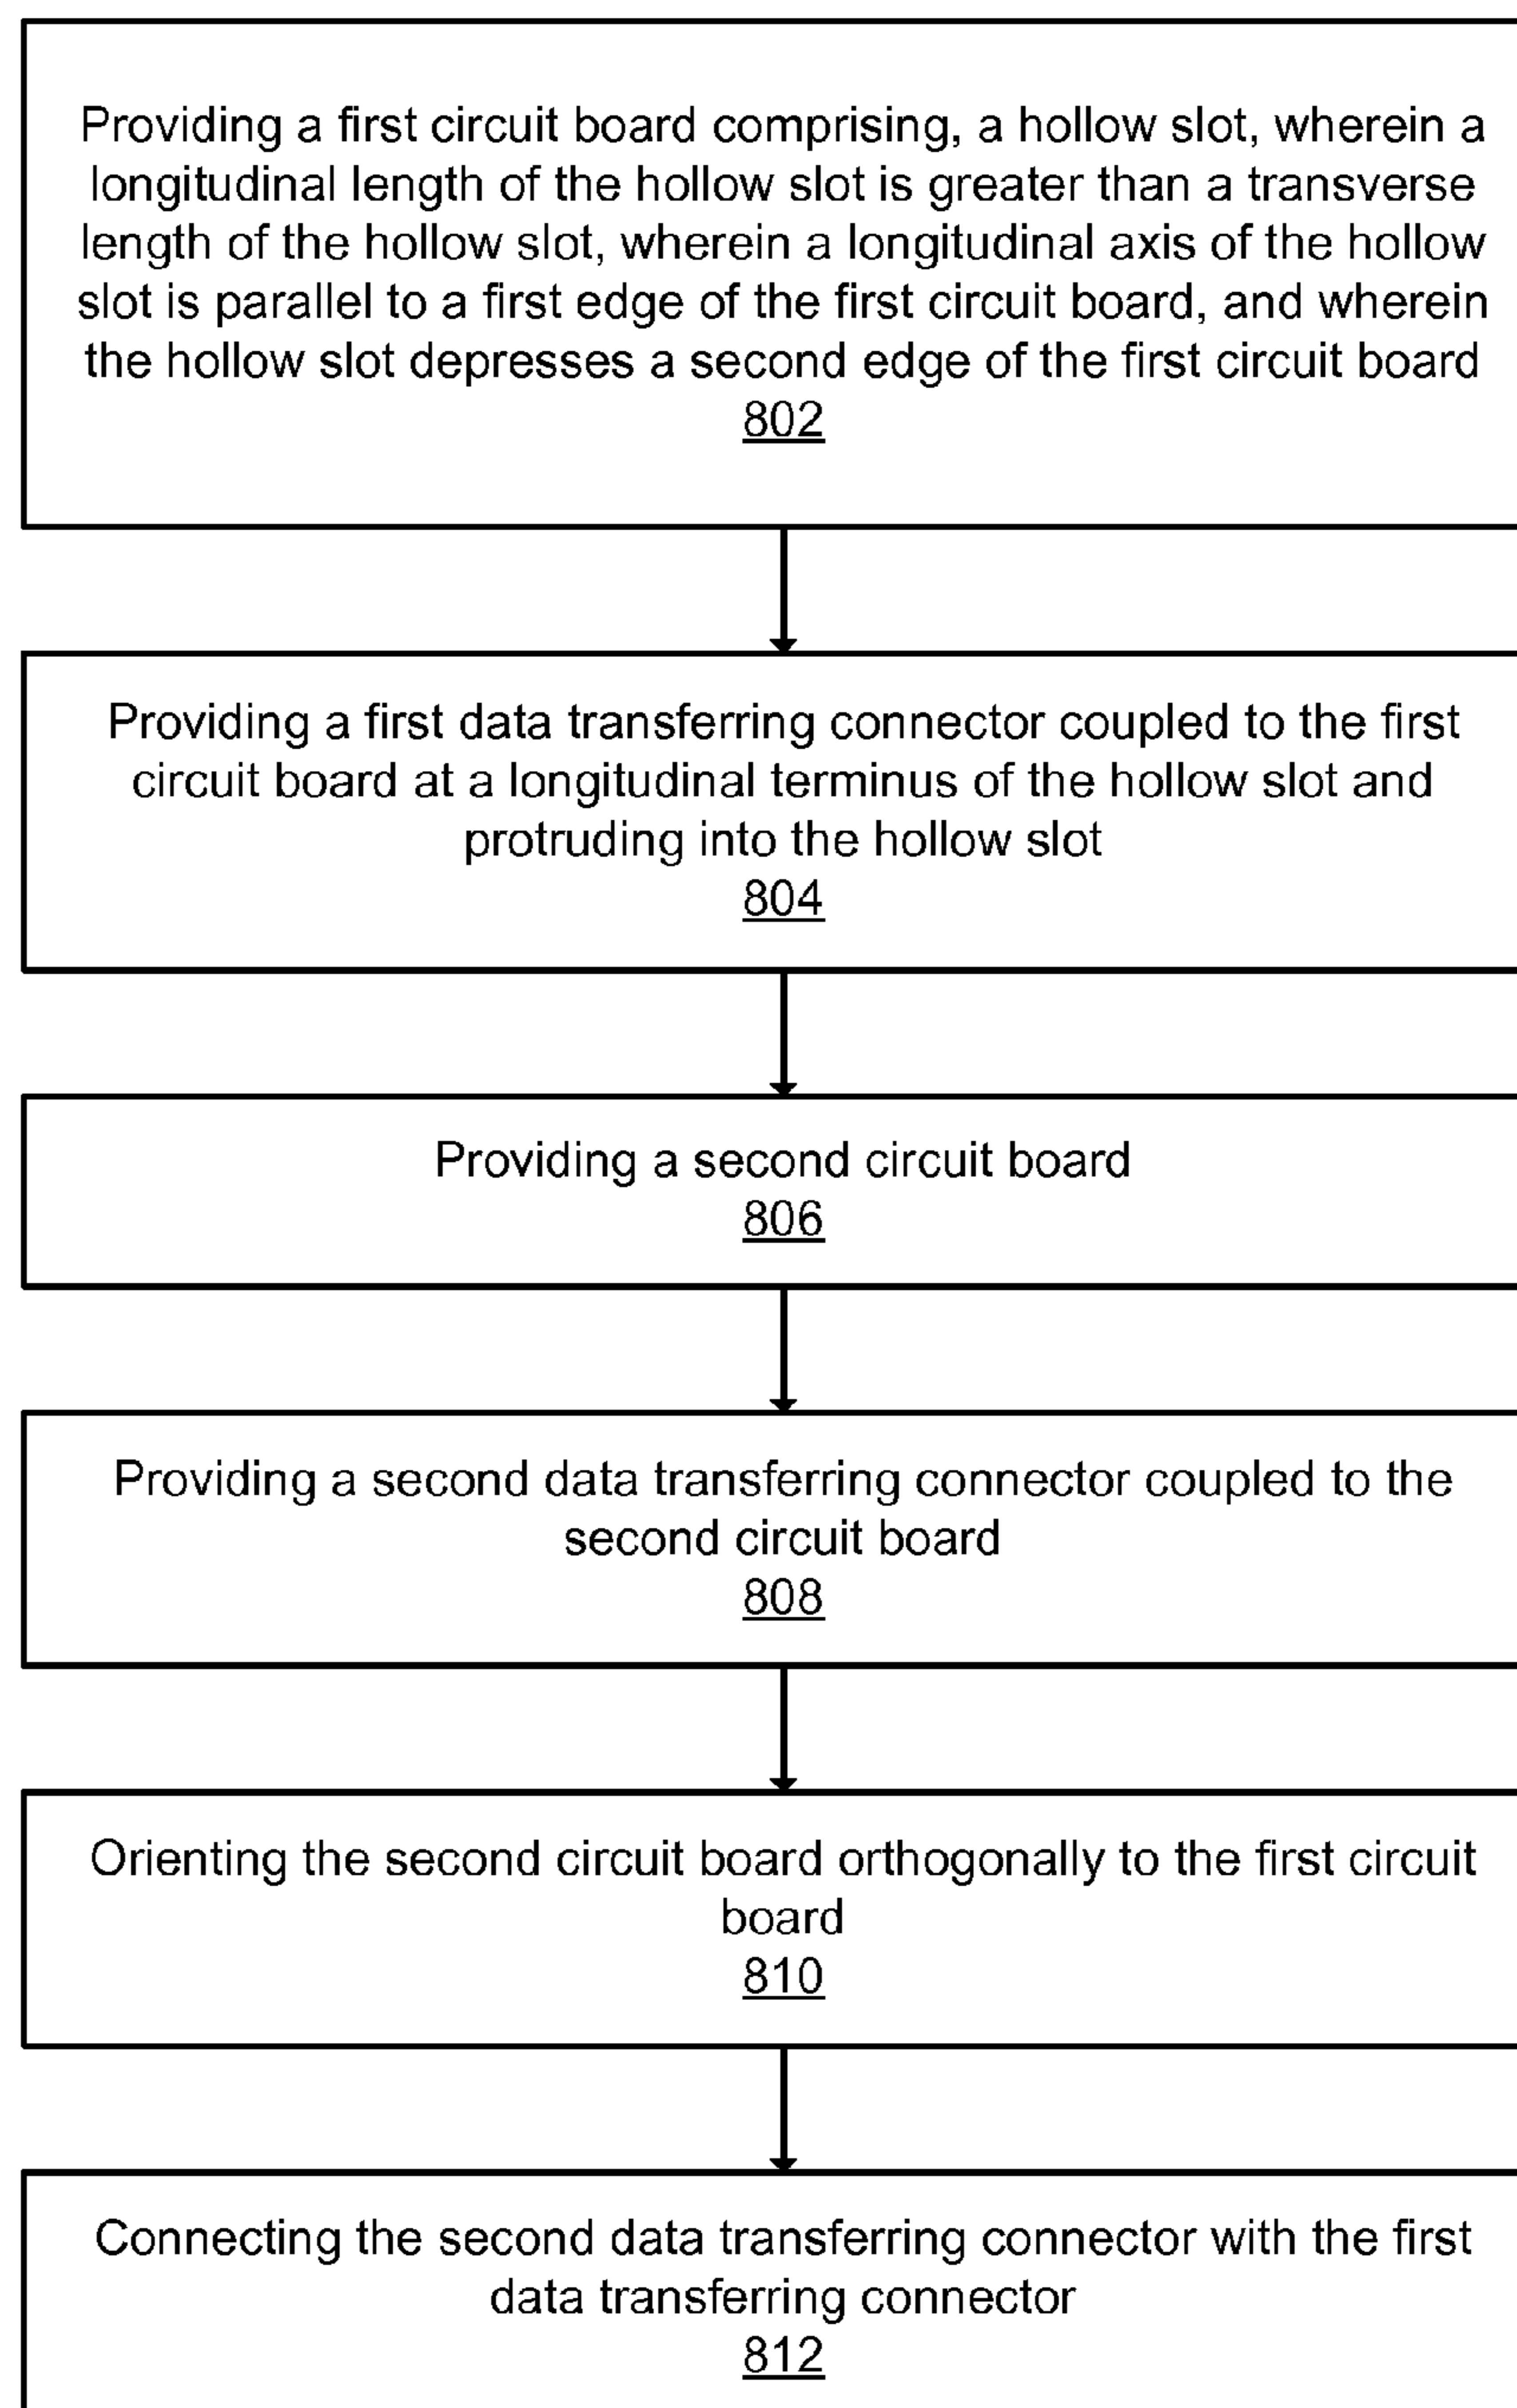 Providing a first circuit board comprising, a hollow slot, wherein a
longitudinal length of the hollow slot is greater than a transverse
length of the hollow slot, wherein a longitudinal axis of the hollow
slot is parallel to a first edge of the first circuit board, and wherein
the hollow slot depresses a second edge of the first circuit board
802
Providing a first data transferring connector coupled to the first
circuit board at a longitudinal terminus of the hollow slot and
protruding into the hollow slot
804
Providing a second circuit board
806
Providing a second data transferring connector coupled to the
second circuit board
808
Orienting the second circuit board orthogonally to the first circuit
board
810
Connecting the second data transferring connector with the first
data transferring connector
812